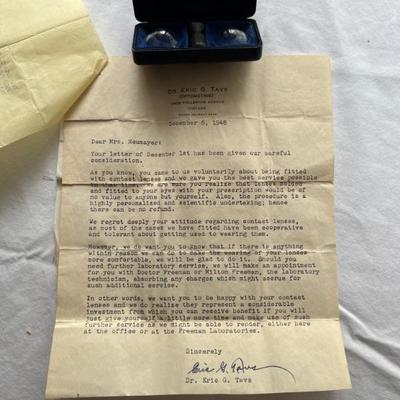 DR. ERIC G. TAVS
OPTOMETRIST
FULLERTON AVENUE
CHICAGO
December 6, 1946
Dear Mrs. Neumayer:
Your letter of December 1st has been given our careful
consideration.
As you know, you came to us voluntarily about being fitted
with contact lenses and we gave you the best service possible
in that line. We are sure you realize that lenses molded
and fitted to your eyes with your prescription would be of
no value to anyone but yourself. Also, the procedure is a
highly personalized and scientific undertaking; hence
there can be no refund.
We regret deeply your attitude regarding contact lenses,
as most of the cases we have fitted have been cooperative
and tolerant about getting used to wearing them.
However, we do want you to know that if there is anything
within reason we can do to make the wearing of your lenses
more comfortable, we will be glad to do it. Should you
need further laboratory service, we will make an appointment
for you with Doctor Freeman or Milton Freeman, the laboratory
technician, absorbing any charges which might accrue for
such additional service.
In other words, we want you to be happy with your contact
lenses and we do realize they represent a considerable
investment from which you can receive benefit if you will
just give yourself a little more time and make use of such
further service as we might be able to render, either here
at the office or at the Freeman Laboratories.
Sincerely
Eric G. Tavs
Dr. Eric G. Tavs